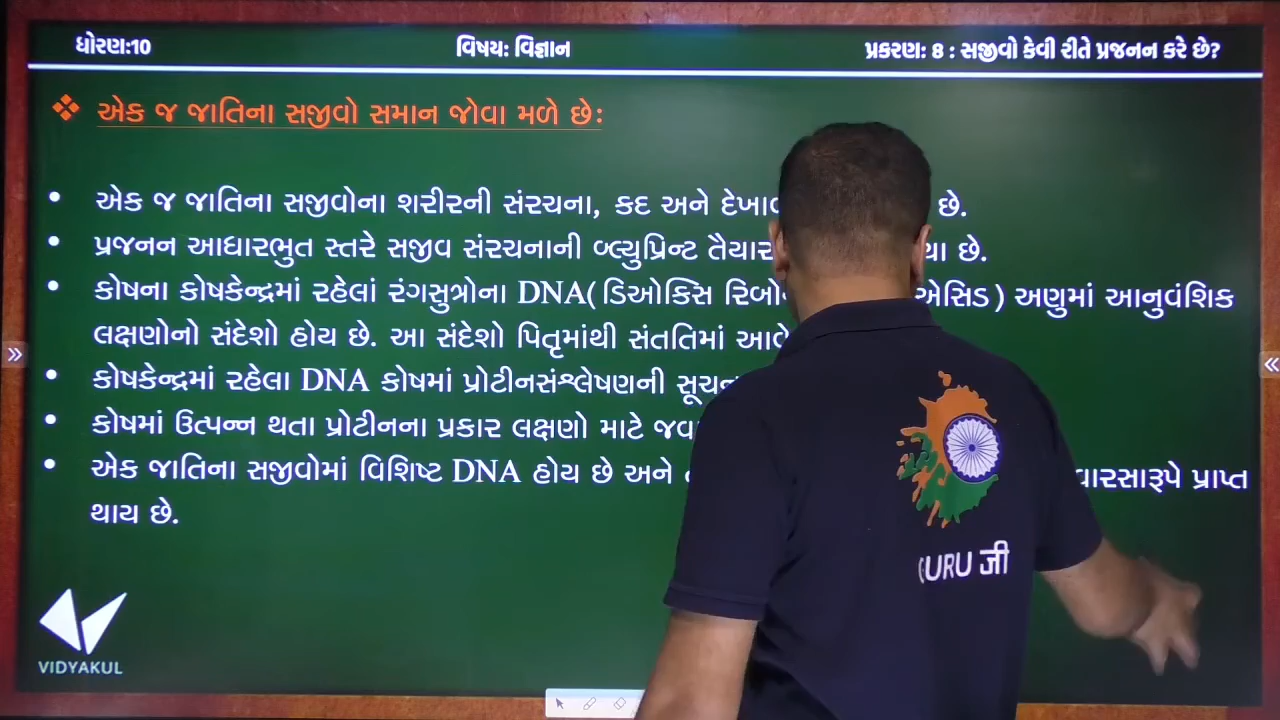 ધોરણ:10 વિષય: વિજ્ઞાન પ્રકરણ: 8 : સજીવો કેવી રીતે પ્રજનન કરે છે?
એક જ જાતિના સજીવો સમાન જોવા મળે છે:
એક જ જાતિના સજીવોના શરીરની સંરચના, કદ અને છે.
પ્રજનન આધારભુત સ્તરે સજીવ સંરચનાની બ્લ્યુપ્રિન્ટ તૈયાર છે.
કોષના કોષકેન્દ્રમાં રહેલાં રંગસુત્રોના DNA(ડિઓક્સિ એસિડ) અણુમાં આનુવંશિક
લક્ષણોનો સંદેશો હોય છે. આ સંદેશો પિતૃમાંથી સંતતિમાં
કોષકેન્દ્રમાં રહેલા DNA કોષમાં પ્રોટીનસંશ્લેષણની
કોષમાં ઉત્પન્ન થતા પ્રોટીનના પ્રકાર લક્ષણો માટે
એક જાતિના સજીવોમાં વિશિષ્ટ DNA હોય છે અને વારસારૂપે પ્રાપ્ત
થાય છે.
GURU जी
VIDYAKUL